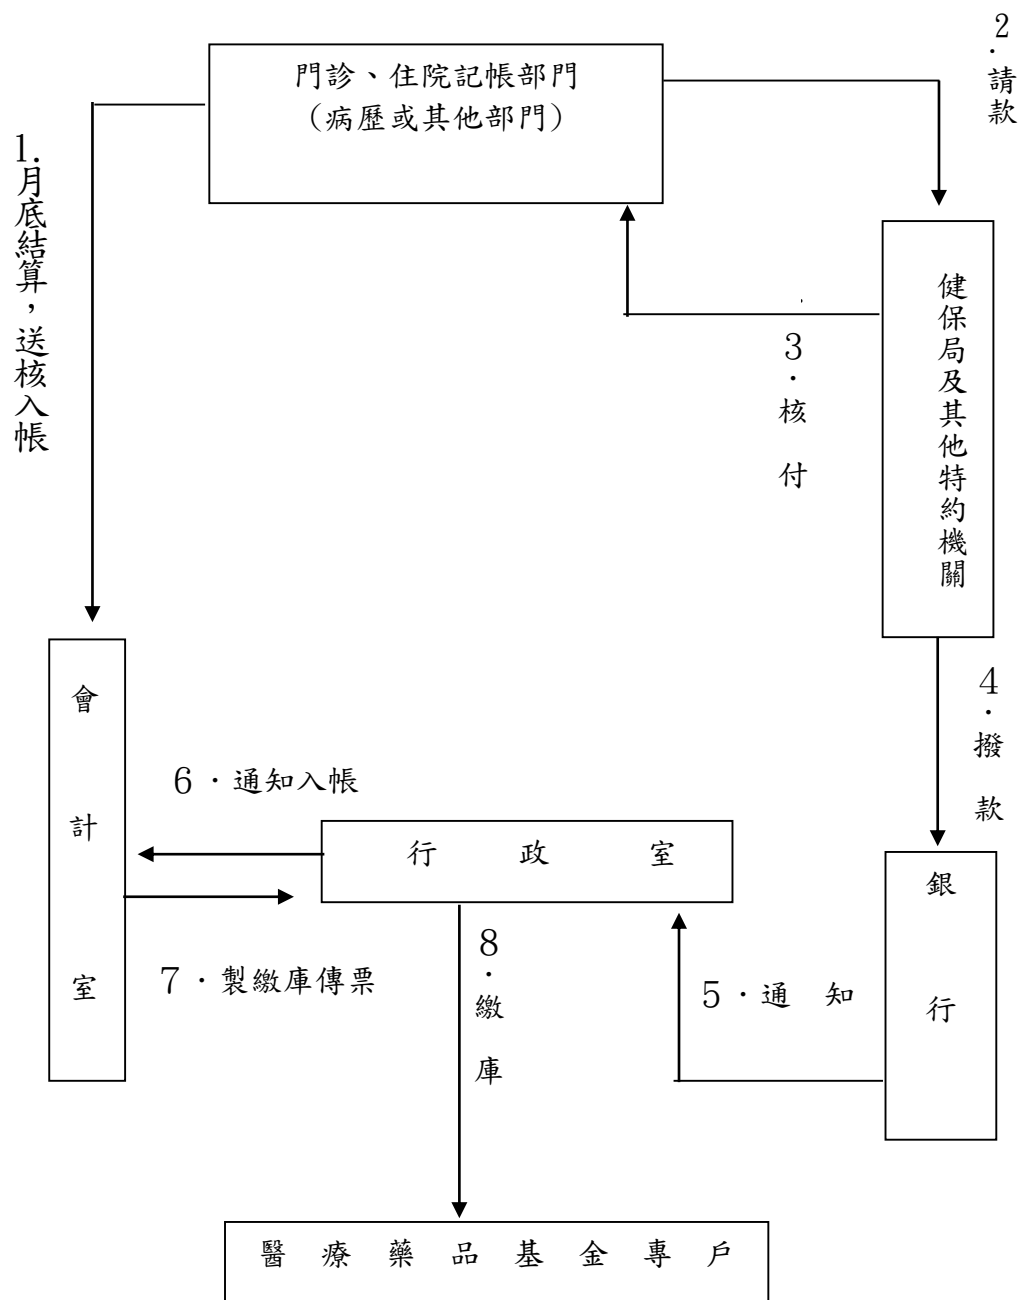 門診、住院記帳部門
（病歷或其他部門）
1.月底結算，送核入帳
2．請款
健保局及其他特約機關
3．核付
4．撥款
會計室
6．通知入帳
行政室
銀行
7．製繳庫傳票
8．繳庫
5．通知
醫療藥品基金專戶